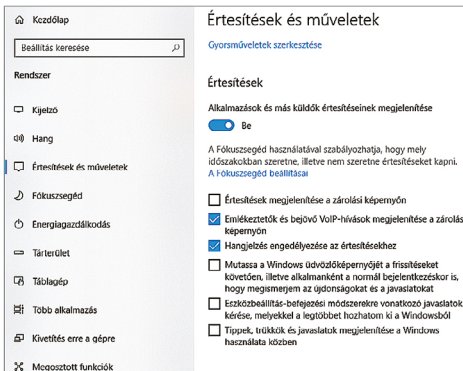 Kezdőlap
Beállítás keresése
Rendszer
Kijelző
Hang
Értesítések és műveletek
Fókuszsegéd
Energiagazdálkodás
Tárterület
Táblagép
Több alkalmazás
Kivetítés erre a gépre
Megosztott funkciók
Értesítések és műveletek
Gyorsműveletek szerkesztése
Értesítések
Alkalmazások és más küldők értesítéseinek megjelenítése
Be
A Fókuszsegéd használatával szabályozhatja, hogy mely
időszakokban szeretne, illetve nem szeretne értesítéseket kapni.
A Fókuszsegéd beállításai
Értesítések megjelenítése a zárolási képernyőn
Emlékeztetők és bejövő VoIP-hívások megjelenítése a zárolás
képernyőn
Hangjelzés engedélyezése az értesítésekhez
Mutassa a Windows üdvözlőképernyőjét a frissítéseket
követően, illetve alkalmanként a normál bejelentkezéskor is,
hogy megismerjem az újdonságokat és a javaslatokat
Eszközbeállítás-befejezési módszerekre vonatkozó javaslatok
kérése, melyekkel a legtöbbet hozhatom ki a Windowsból
Tippek, trükkök és javaslatok megjelenítése a Windows
használata közben